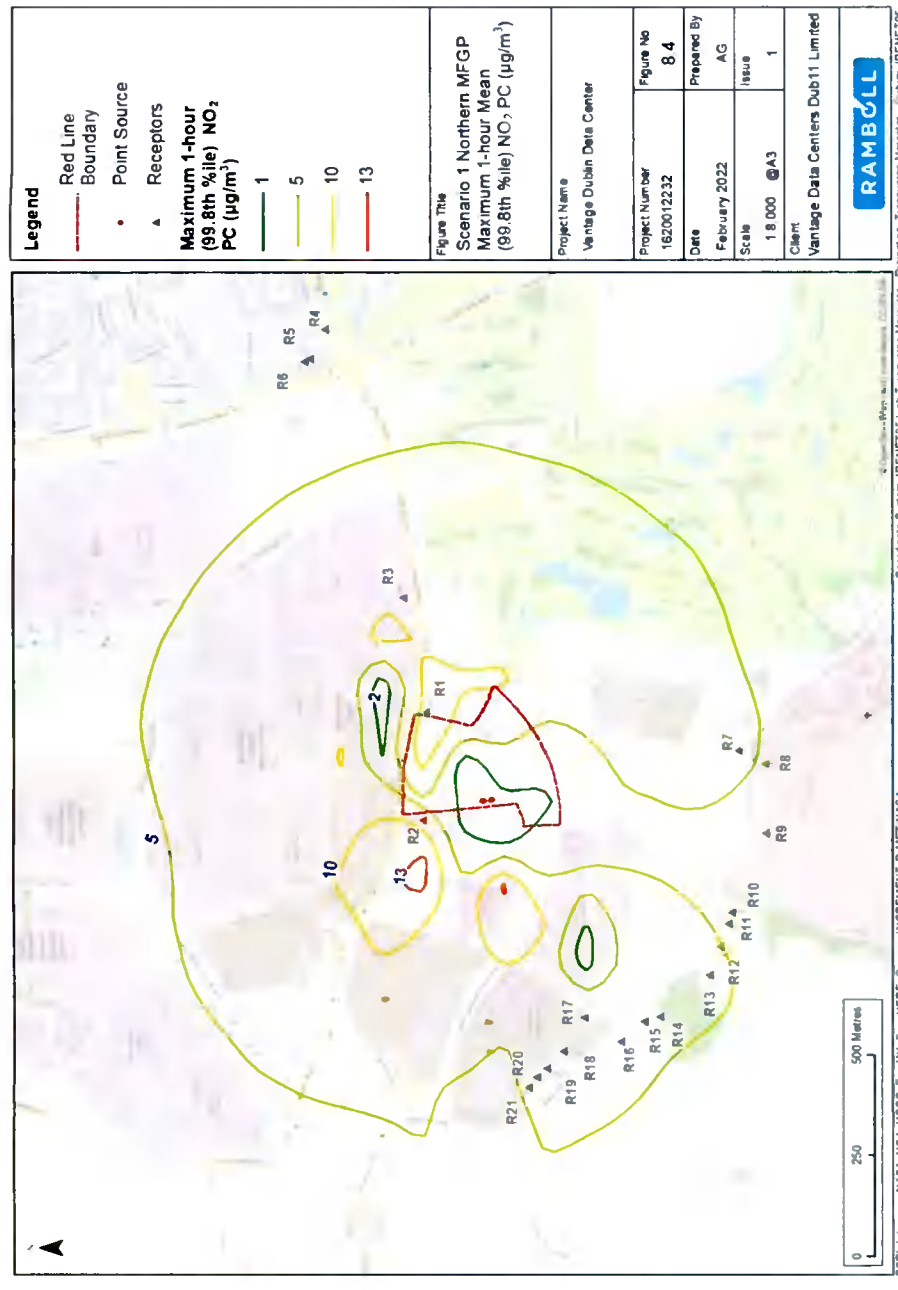 Legend
Red Line
Boundary
Point Source
Receptors
Maximum 1-hour
(99.8th %ile) NO₂
PC (µg/m³)
1
5
10
13
Figure Title
Scenario 1 Northern MFGP
Maximum 1-hour Mean
(99.8th %ile) NO₂ PC (µg/m³)
Project Name
Vantage Dublin Data Center
Project Number
1620012232
Figure No
8.4
Date
February 2022
Prepared By
AG
Scale
1 8 000 @A3
Issue
1
Client
Vantage Data Centers Dub11 Limited
RAMBOLL
5
10
13
2
R1
R2
R3
R4
R5
R6
R7
R8
R9
R10
R11
R12
R13
R14
R15
R16
R17
R18
R19
R20
R21
0 250 500 Metres